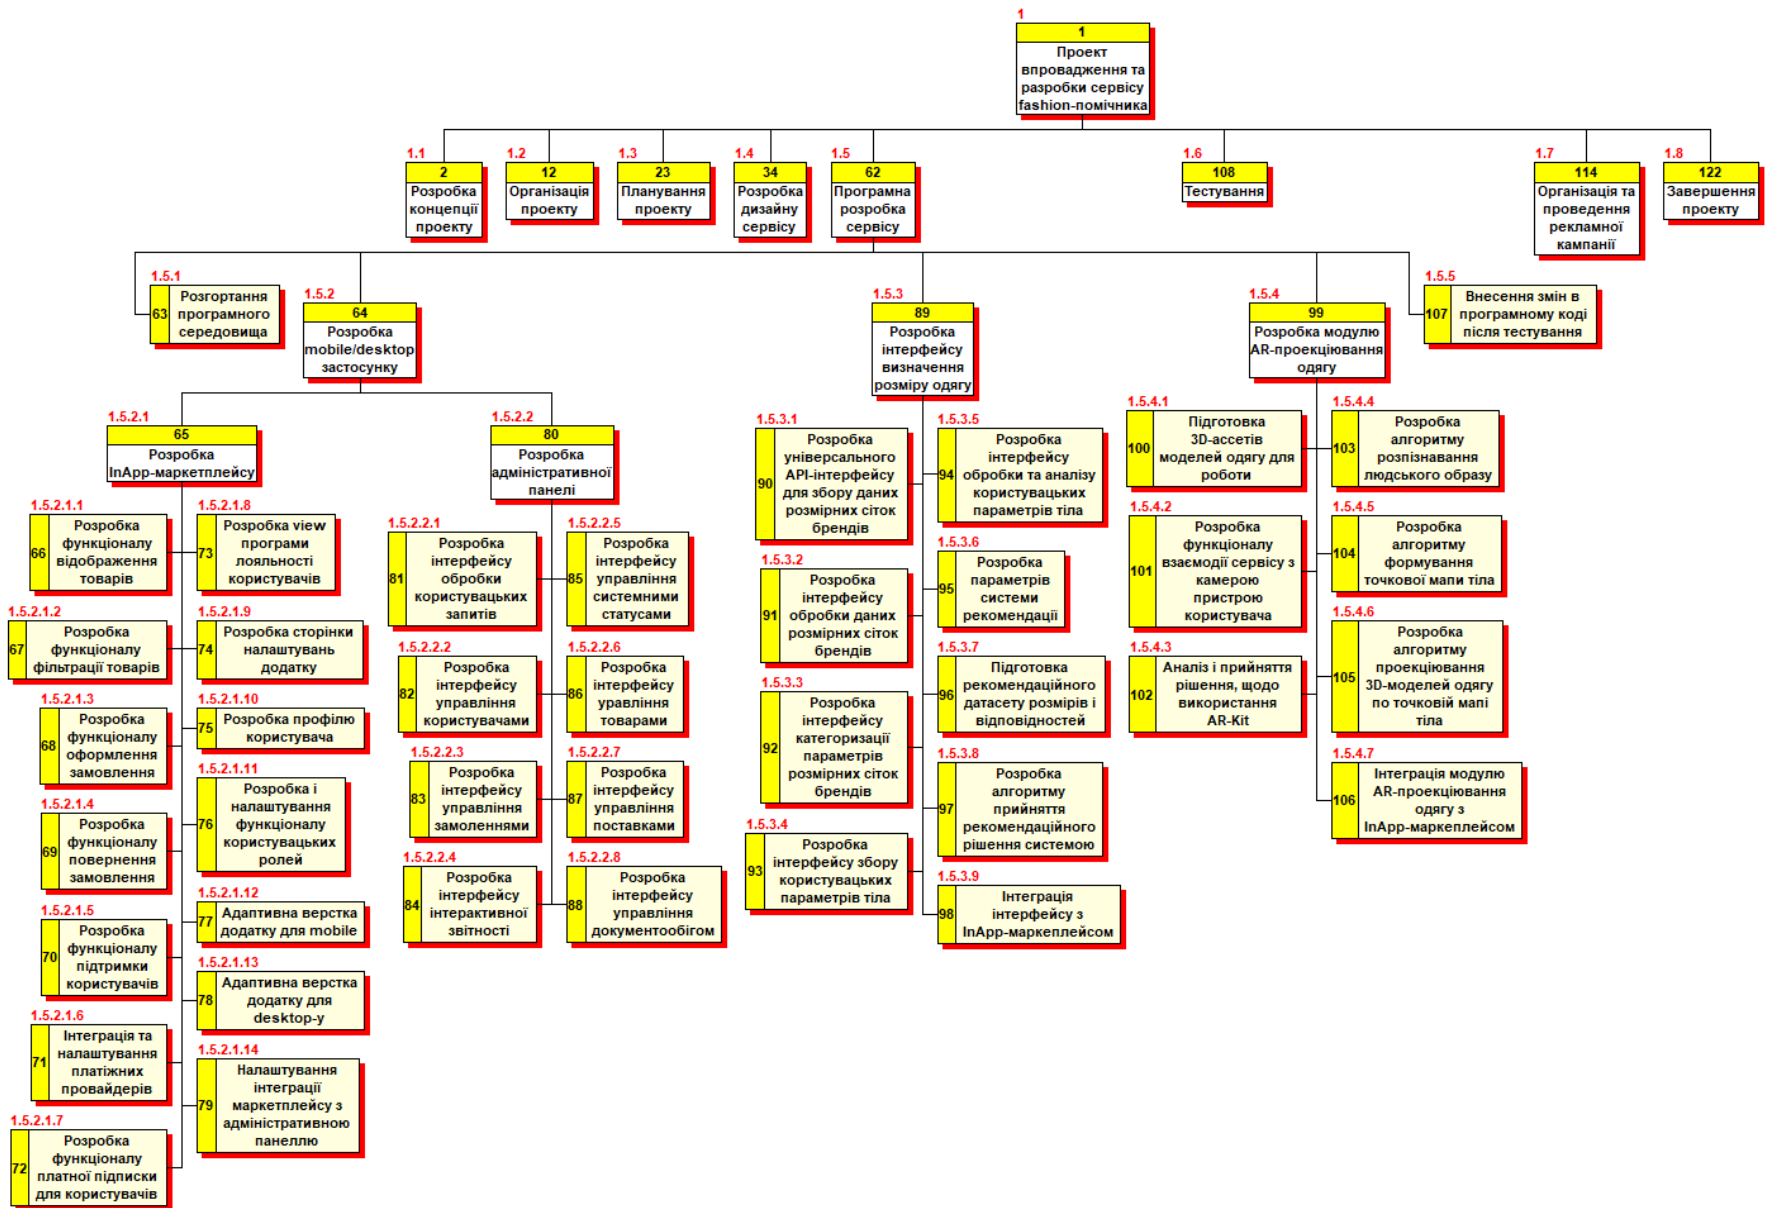 1
1
Проект
впровадження та
разробки сервісу
fashion-помічника
1.1
2
Розробка
концепції
проекту
1.2
12
Організація
проекту
1.3
23
Планування
проекту
1.4
34
Розробка
дизайну
сервісу
1.5
62
Програмна
розробка
сервісу
1.6
108
Тестування
1.7
114
Організація та
проведення
рекламної
кампанії
1.8
122
Завершення
проекту
1.5.1
63
Розгортання
програмного
середовища
1.5.2
64
Розробка
mobile/desktop
застосунку
1.5.3
89
Розробка
інтерфейсу
визначення
розміру одягу
1.5.4
99
Розробка модулю
AR-проекціювання
одягу
1.5.5
107
Внесення змін в
програмному коді
після тестування
1.5.2.1
65
Розробка
InApp-маркетплейсу
1.5.2.2
80
Розробка
адміністративної
панелі
1.5.2.1.1
66
Розробка
функціоналу
відображення
товарів
1.5.2.1.2
67
Розробка
функціоналу
фільтрації товарів
1.5.2.1.3
68
Розробка
функціоналу
оформлення
замовлення
1.5.2.1.4
69
Розробка
функціоналу
повернення
замовлення
1.5.2.1.5
70
Розробка
функціоналу
підтримки
користувачів
1.5.2.1.6
71
Інтеграція та
налаштування
платіжних
провайдерів
1.5.2.1.7
72
Розробка
функціоналу
платної підписки
для користувачів
1.5.2.1.8
73
Розробка view
програми
лояльності
користувачів
1.5.2.1.9
74
Розробка сторінки
налаштувань
додатку
1.5.2.1.10
75
Розробка профілю
користувача
1.5.2.1.11
76
Розробка і
налаштування
функціоналу
користувацьких
ролей
1.5.2.1.12
77
Адаптивна верстка
додатку для mobile
1.5.2.1.13
78
Адаптивна верстка
додатку для
desktop-у
1.5.2.1.14
79
Налаштування
інтеграції
маркетплейсу з
адміністративною
панеллю
1.5.2.2.1
81
Розробка
інтерфейсу
обробки
користувацьких
запитів
1.5.2.2.2
82
Розробка
інтерфейсу
управління
користувачами
1.5.2.2.3
83
Розробка
інтерфейсу
управління
замоленнями
1.5.2.2.4
84
Розробка
інтерфейсу
інтерактивної
звітності
1.5.2.2.5
85
Розробка
інтерфейсу
управління
системними
статусами
1.5.2.2.6
86
Розробка
інтерфейсу
уравління
товарами
1.5.2.2.7
87
Розробка
інтерфейсу
управління
поставками
1.5.2.2.8
88
Розробка
інтерфейсу
управління
документообігом
1.5.3.1
90
Розробка
універсального
API-інтерфейсу
для збору даних
розмірних сіток
брендів
1.5.3.2
91
Розробка
інтерфейсу
обробки даних
розмірних сіток
брендів
1.5.3.3
92
Розробка
інтерфейсу
категоризації
параметрів
розмірних сіток
брендів
1.5.3.4
93
Розробка
інтерфейсу збору
користувацьких
параметрів тіла
1.5.3.5
94
Розробка
інтерфейсу
обробки та аналізу
користувацьких
параметрів тіла
1.5.3.6
95
Розробка
параметрів
системи
рекомендації
1.5.3.7
96
Підготовка
рекомендаційного
датасету розмірів і
відповідностей
1.5.3.8
97
Розробка
алгоритму
прийняття
рекомендаційного
рішення системою
1.5.3.9
98
Інтеграція
інтерфейсу з
InApp-маркеплейсом
1.5.4.1
100
Підготовка
3D-ассетів
моделей одягу для
роботи
1.5.4.2
101
Розробка
функціоналу
взаємодії сервісу з
камерою
пристрою
користувача
1.5.4.3
102
Аналіз і прийняття
рішення, щодо
використання
AR-Kit
1.5.4.4
103
Розробка
алгоритму
розпізнавання
людського образу
1.5.4.5
104
Розробка
алгоритму
формування
точкової мапи тіла
1.5.4.6
105
Розробка
алгоритму
проекціювання
3D-моделей одягу
по точковій мапі
тіла
1.5.4.7
106
Інтеграція модулю
AR-проекціювання
одягу з
InApp-маркеплейсом